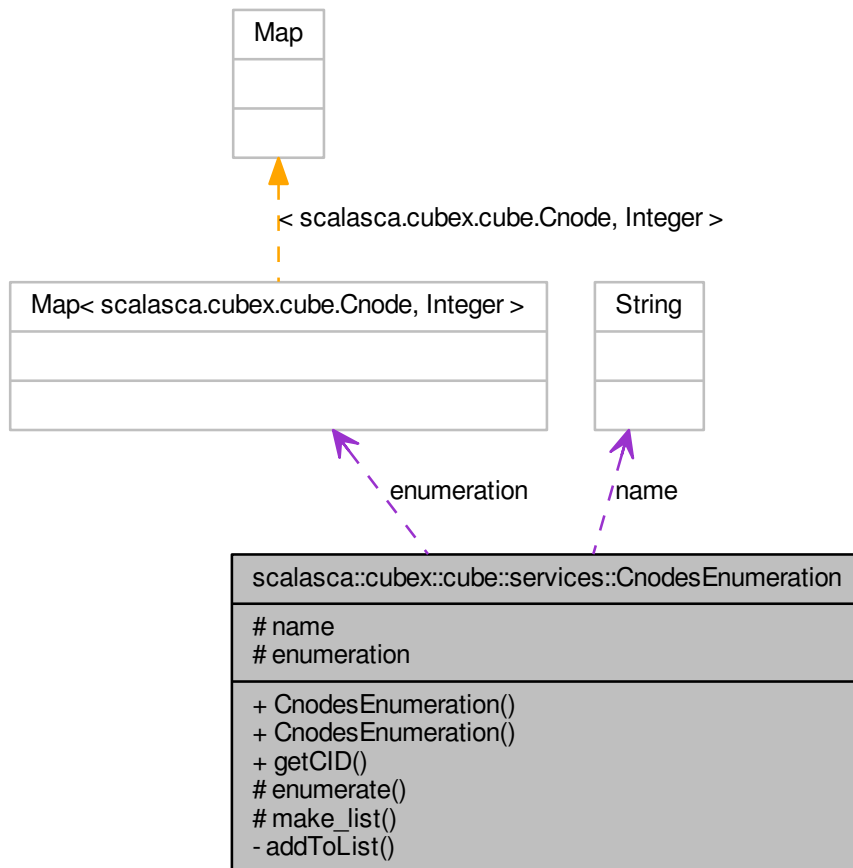 Map
< scalasca.cubex.cube.Cnode, Integer >
Map< scalasca.cubex.cube.Cnode, Integer >
String
enumeration
name
scalasca::cubex::cube::services::CnodesEnumeration
# name
# enumeration
+ CnodesEnumeration()
+ CnodesEnumeration()
+ getCID()
# enumerate()
# make_list()
- addToList()